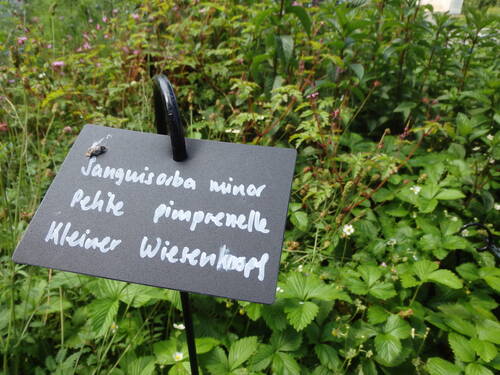 Sanguisorba minor
Petite pimprenelle
Kleiner Wiesenknopf